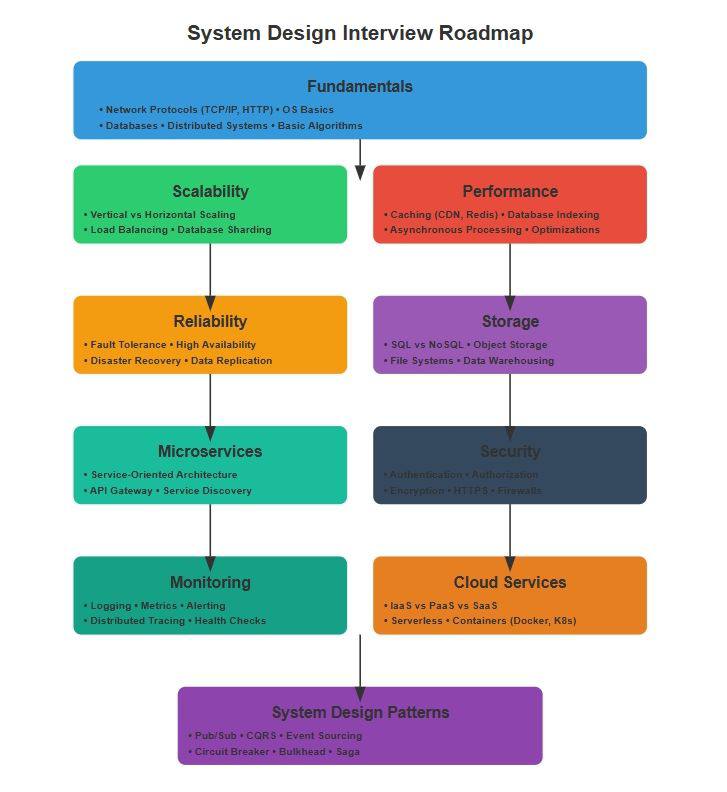 System Design Interview Roadmap
Fundamentals
• Network Protocols (TCP/IP, HTTP) • OS Basics
• Databases • Distributed Systems • Basic Algorithms
Scalability
• Vertical vs Horizontal Scaling
• Load Balancing • Database Sharding
Performance
• Caching (CDN, Redis) • Database Indexing
• Asynchronous Processing • Optimizations
Reliability
• Fault Tolerance • High Availability
• Disaster Recovery • Data Replication
Storage
• SQL vs NoSQL • Object Storage
• File Systems • Data Warehousing
Microservices
• Service-Oriented Architecture
• API Gateway • Service Discovery
Security
• Authentication • Authorization
• Encryption • HTTPS • Firewalls
Monitoring
• Logging • Metrics • Alerting
• Distributed Tracing • Health Checks
Cloud Services
• IaaS vs PaaS vs SaaS
• Serverless • Containers (Docker, K8s)
System Design Patterns
• Pub/Sub • CQRS • Event Sourcing
• Circuit Breaker • Bulkhead • Saga